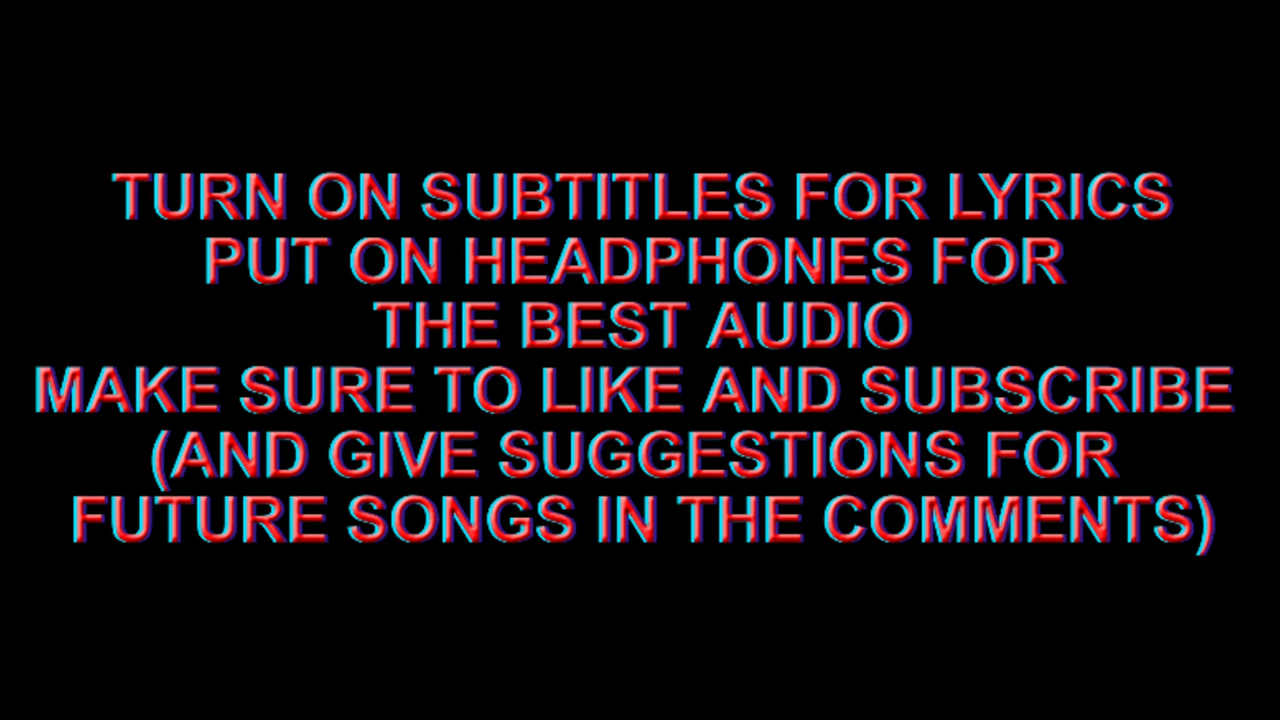 TURN ON SUBTITLES FOR LYRICS
PUT ON HEADPHONES FOR
THE BEST AUDIO
MAKE SURE TO LIKE AND SUBSCRIBE
(AND GIVE SUGGESTIONS FOR
FUTURE SONGS IN THE COMMENTS)